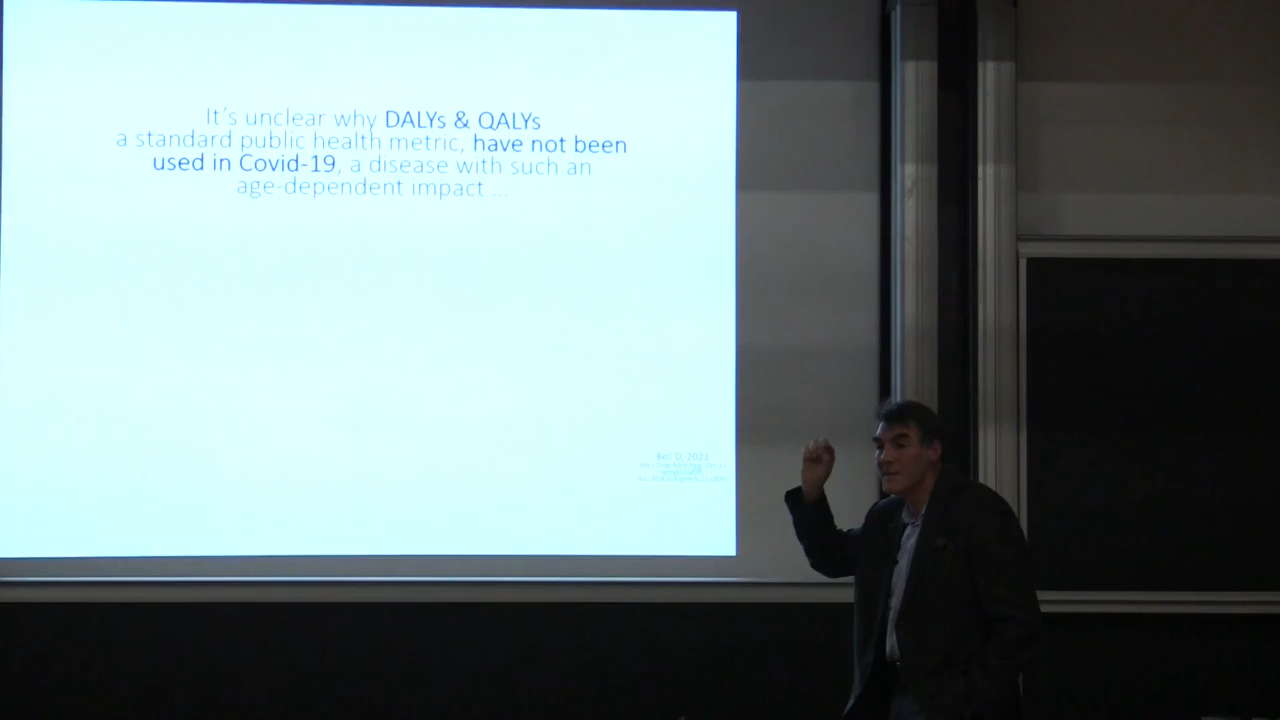 It's unclear why DALYs & QALYs
a standard public health metric, have not been
used in Covid-19, a disease with such an
age-dependent impact ...
Bell D, 2021